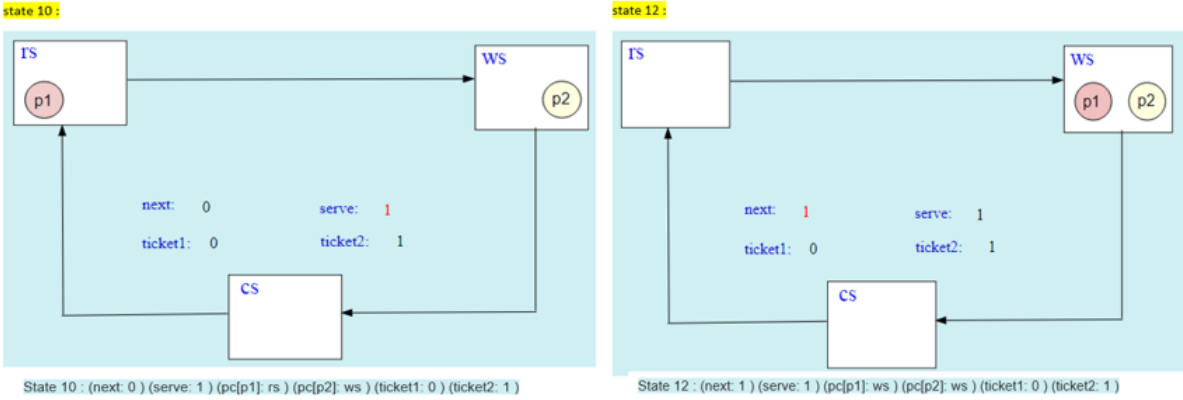 state 10 :
rs
p1
ws
p2
next: 0 serve: 1
ticket1: 0 ticket2: 1
cs
State 10 : (next: 0 ) (serve: 1 ) (pc[p1]: rs ) (pc[p2]: ws ) (ticket1: 0 ) (ticket2: 1 )
state 12 :
rs
ws
p1 p2
next: 1 serve: 1
ticket1: 0 ticket2: 1
cs
State 12 : (next: 1 ) (serve: 1 ) (pc[p1]: ws ) (pc[p2]: ws ) (ticket1: 0 ) (ticket2: 1 )